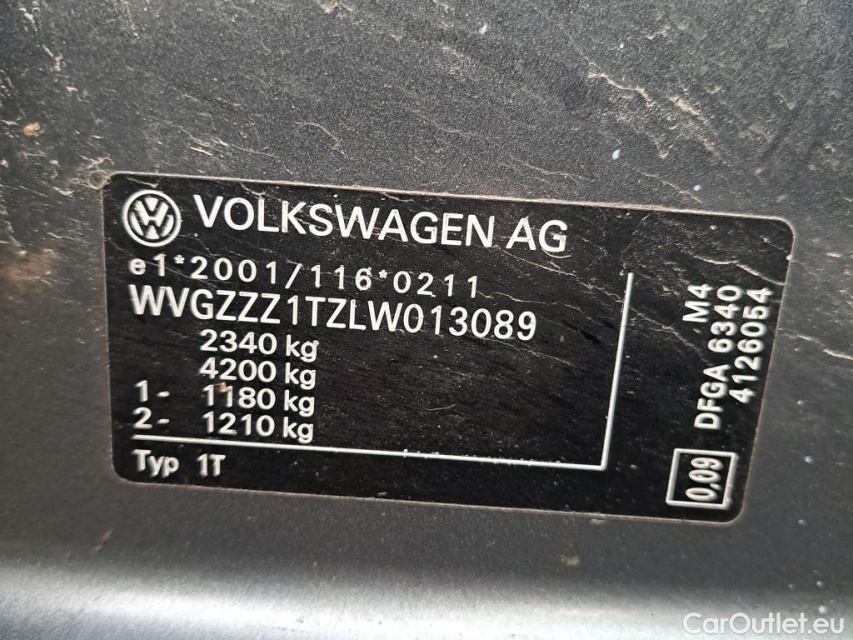 VOLKSWAGEN AG
e1*2001/116*0211
WVGZZZ1TZLW013089
2340 kg
4200 kg
1- 1180 kg
2- 1210 kg
Typ 1T
M4
DFGA 6340
4126054
0,09
CarOutlet.eu